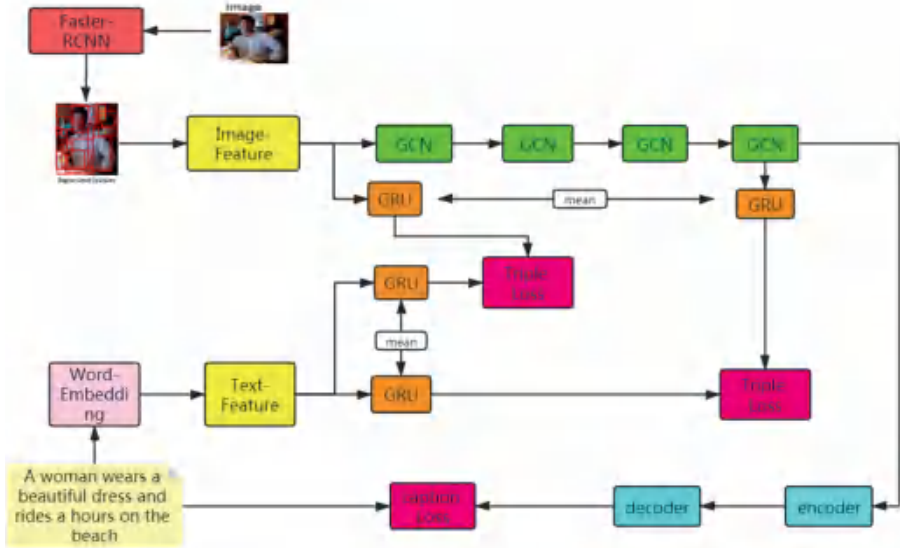 Image
Faster-
RCNN
Image-
Feature
GCN
GCN
GCN
GCN
GRU
mean
GRU
GRU
Triple
Loss
mean
Word-
Embeddi
ng
Text-
Feature
GRU
Triple
Loss
A woman wears a
beautiful dress and
rides a hours on the
beach
caption
Loss
decoder
encoder